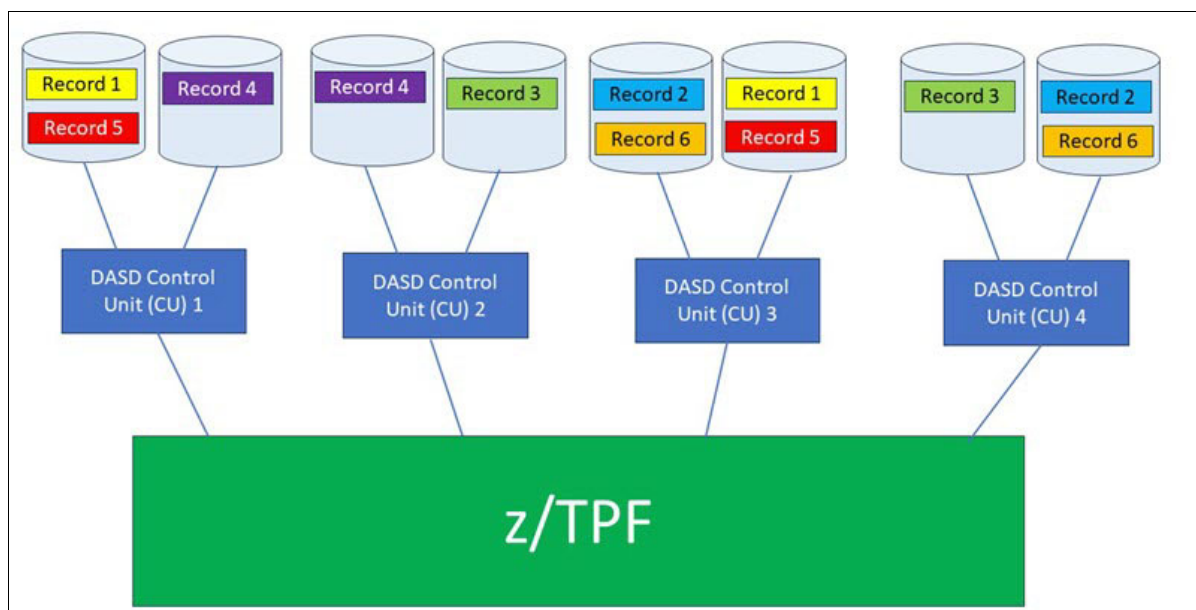 Record 1
Record 5
Record 4
Record 4
Record 3
Record 2
Record 6
Record 1
Record 5
Record 3
Record 2
Record 6
DASD Control
Unit (CU) 1
DASD Control
Unit (CU) 2
DASD Control
Unit (CU) 3
DASD Control
Unit (CU) 4
z/TPF